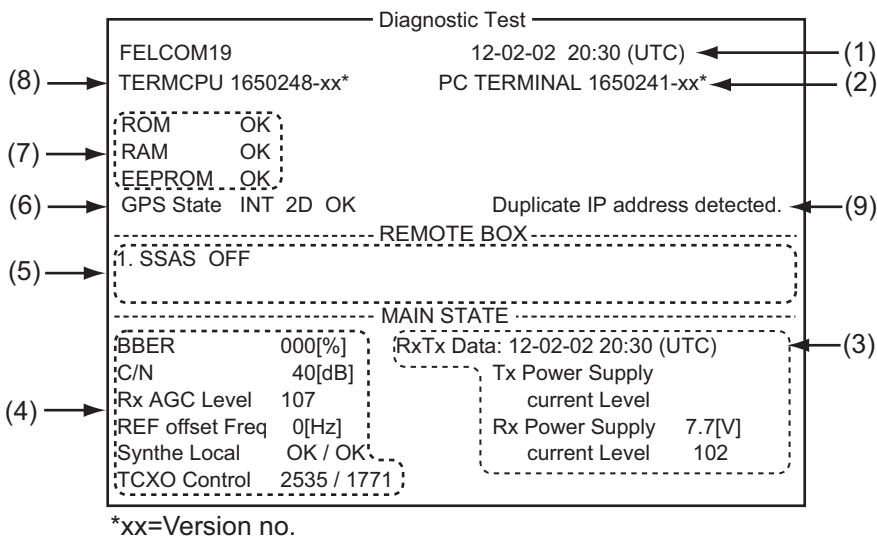 Diagnostic Test
FELCOM19 12-02-02 20:30 (UTC) (1)
(8) TERMCPU 1650248-xx* PC TERMINAL 1650241-xx* (2)
ROM OK
(7) RAM OK
EEPROM OK
(6) GPS State INT 2D OK Duplicate IP address detected. (9)
REMOTE BOX
(5) 1. SSAS OFF
MAIN STATE
BBER 000[%] RxTx Data: 12-02-02 20:30 (UTC) (3)
C/N 40[dB] Tx Power Supply
(4) Rx AGC Level 107 current Level
REF offset Freq 0[Hz] Rx Power Supply 7.7[V]
Synthe Local OK / OK current Level 102
TCXO Control 2535 / 1771
*xx=Version no.